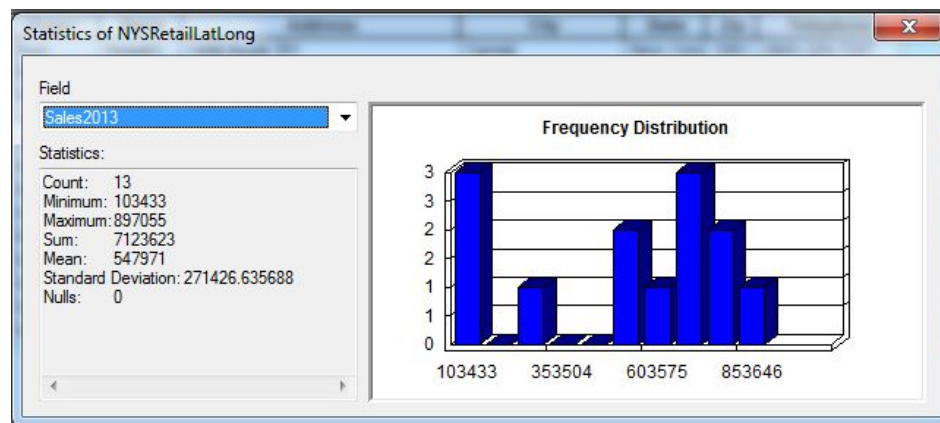 Statistics of NYSRetailLatLong
Field
Sales2013
Statistics:
Count: 13
Minimum: 103433
Maximum: 897055
Sum: 7123623
Mean: 547971
Standard Deviation: 271426.635688
Nulls: 0
Frequency Distribution
3
3
2
2
1
1
0
103433 353504 603575 853646